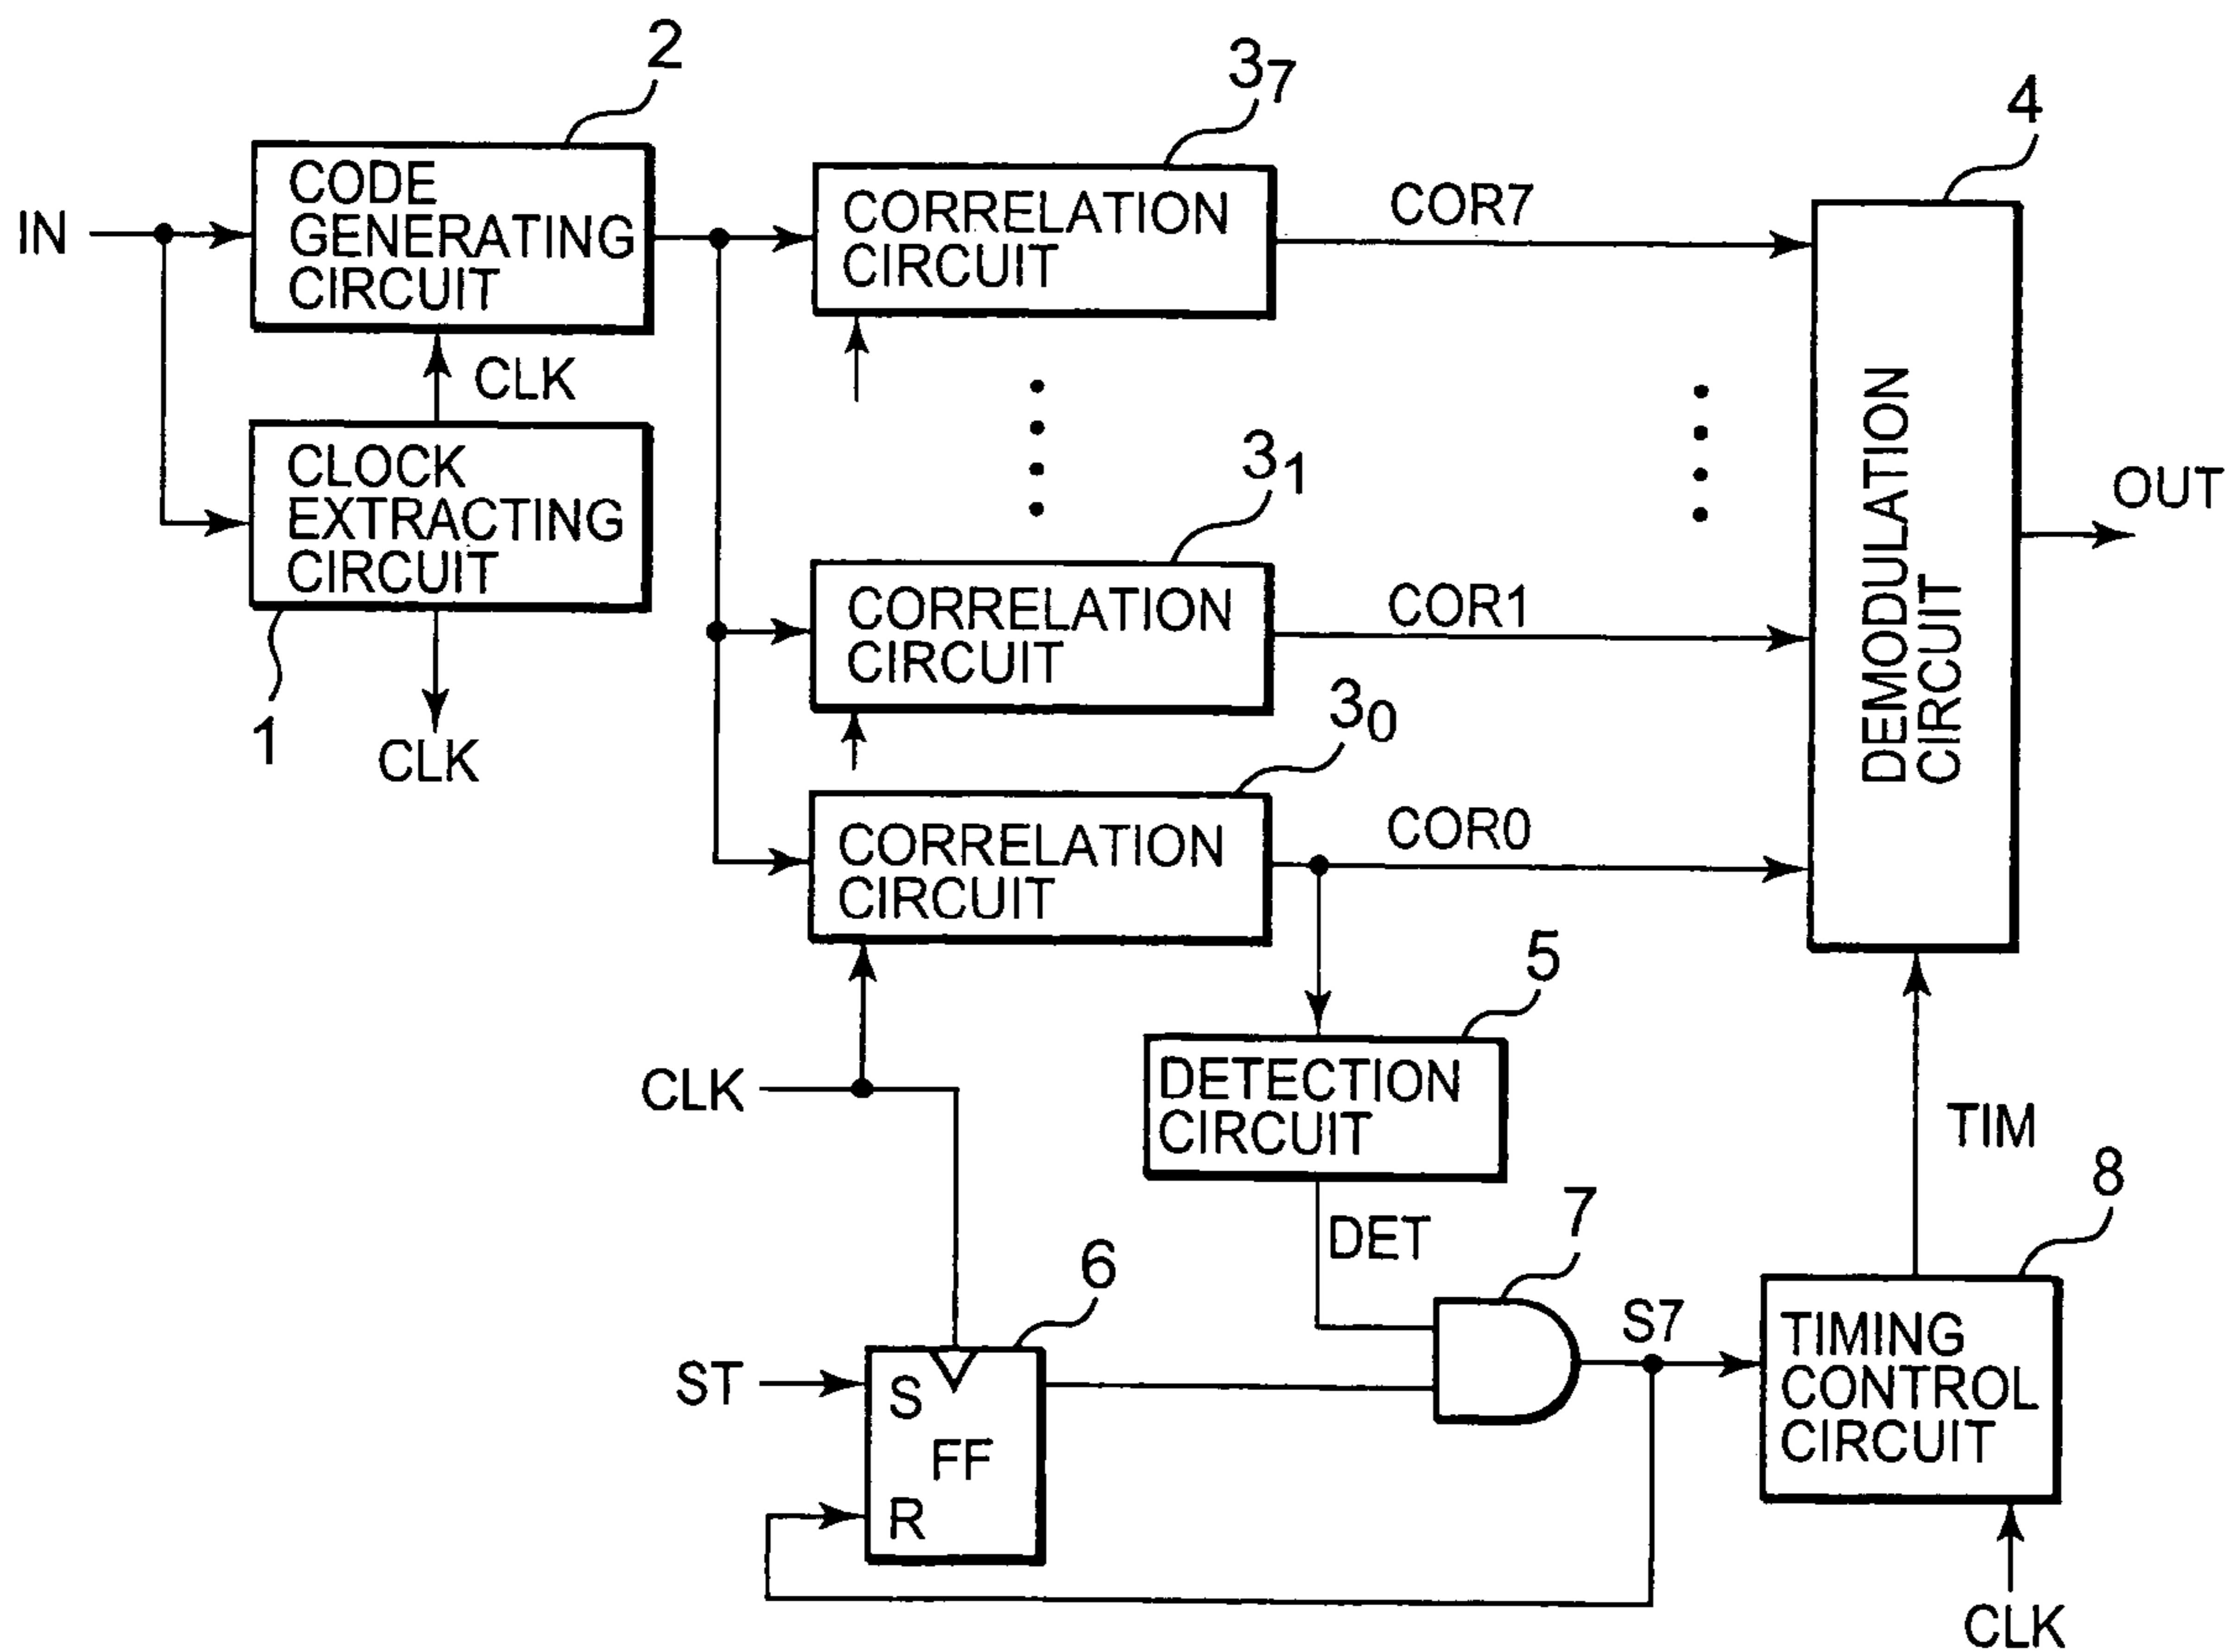 2
3₇
4
IN
CODE
GENERATING
CIRCUIT
CORRELATION
CIRCUIT
COR7
CLK
CLOCK
EXTRACTING
CIRCUIT
1
CLK
3₁
CORRELATION
CIRCUIT
COR1
DEMODULATION
CIRCUIT
OUT
3₀
CORRELATION
CIRCUIT
COR0
5
CLK
DETECTION
CIRCUIT
TIM
DET
7
8
6
ST
S
FF
R
S7
TIMING
CONTROL
CIRCUIT
CLK